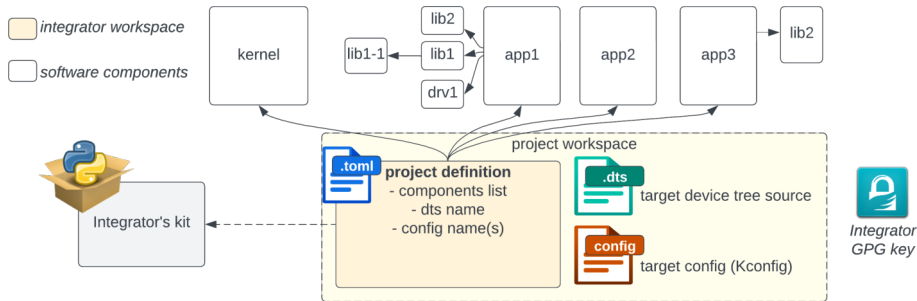 integrator workspace
software components
kernel
lib2
lib1-1
lib1
drv1
app1
app2
app3
lib2
project workspace
.toml
project definition
- components list
- dts name
- config name(s)
.dts
target device tree source
config
target config (Kconfig)
Integrator's kit
Integrator
GPG key